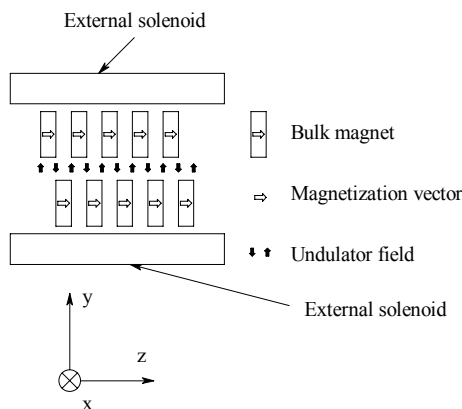 External solenoid
Bulk magnet
Magnetization vector
Undulator field
External solenoid
y
z
x